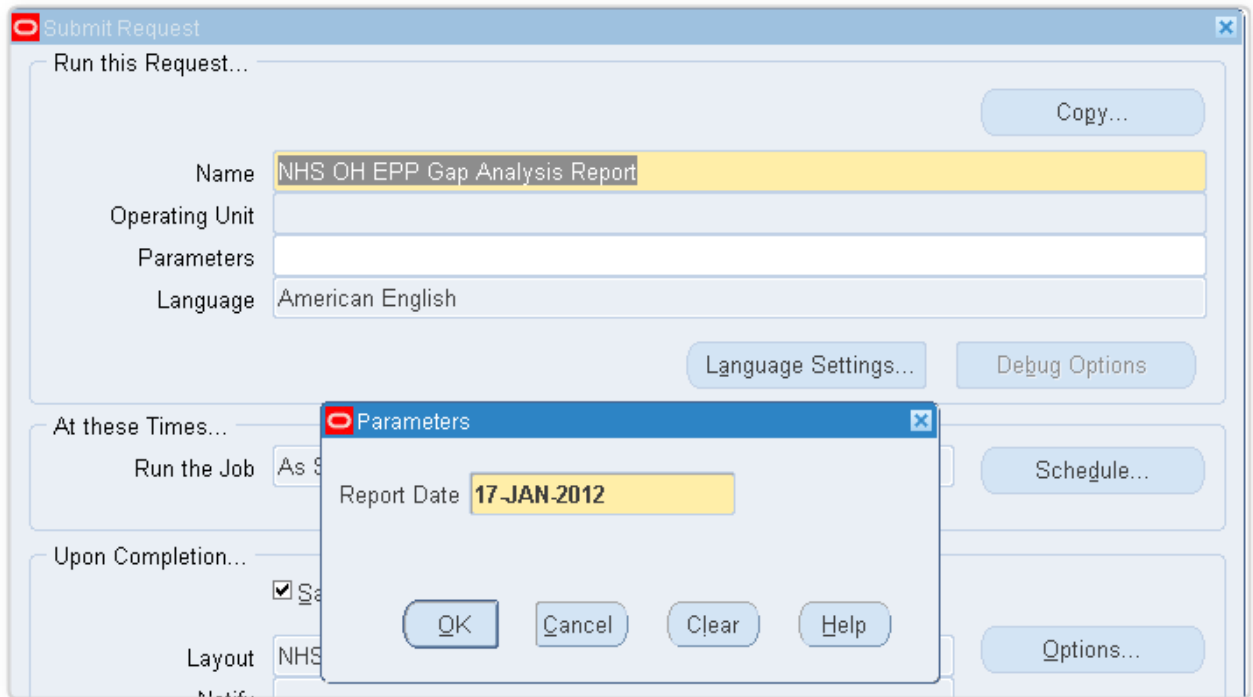 Submit Request
Run this Request...
Copy...
Name NHS OH EPP Gap Analysis Report
Operating Unit
Parameters
Language American English
Language Settings... Debug Options
At these Times...
Run the Job As S
Schedule...
Parameters
Report Date 17-JAN-2012
OK Cancel Clear Help
Upon Completion...
Sa
Layout NHS
Options...
Notify